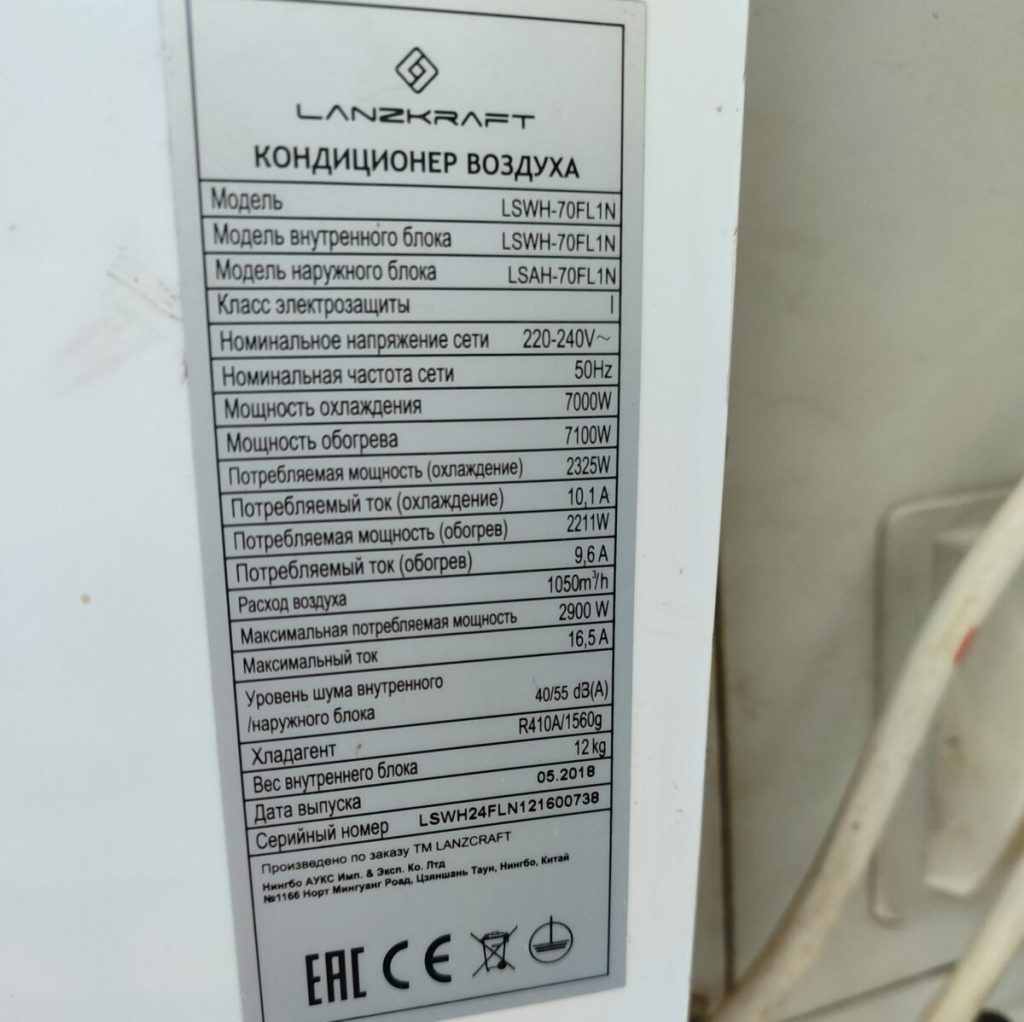 LANZKRAFT
КОНДИЦИОНЕР ВОЗДУХА
Модель LSWH-70FL1N
Модель внутренного блока LSWH-70FL1N
Модель наружного блока LSAH-70FL1N
Класс электрозащиты I
Номинальное напряжение сети 220-240V~
Номинальная частота сети 50Hz
Мощность охлаждения 7000W
Мощность обогрева 7100W
Потребляемая мощность (охлаждение) 2325W
Потребляемый ток (охлаждение) 10,1 A
Потребляемая мощность (обогрев) 2211W
Потребляемый ток (обогрев) 9,6 A
Расход воздуха 1050m³/h
Максимальная потребляемая мощность 2900 W
Максимальный ток 16,5 A
Уровень шума внутренного
/наружного блока 40/55 dB(A)
Хладагент R410A/1560g
Вес внутреннего блока 12 kg
Дата выпуска 05.2018
Серийный номер LSWH24FLN121600738
Произведено по заказу ТМ LANZCRAFT
Нингбо АУКС Имп. & Эксп. Ко. Лтд
№1166 Норт Мингуанг Роад, Цзяншань Таун, Нингбо, Китай
EAC CE